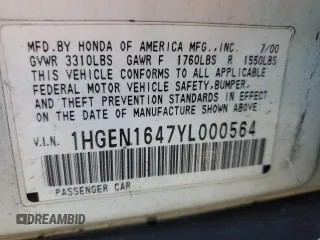 MFD.BY HONDA OF AMERICA MFG.,INC. 7/00
GVWR 3310LBS GAWR F 1760LBS R 1550LBS
THIS VEHICLE CONFORMS TO ALL APPLICABLE
FEDERAL MOTOR VEHICLE SAFETY,BUMPER,
AND THEFT PREVENTION STANDARDS IN EFFECT
ON THE DATE OF MANUFACTURE SHOWN ABOVE.
V.I.N. 1HGEN1647YL000564
PASSENGER CAR
DREAMBID